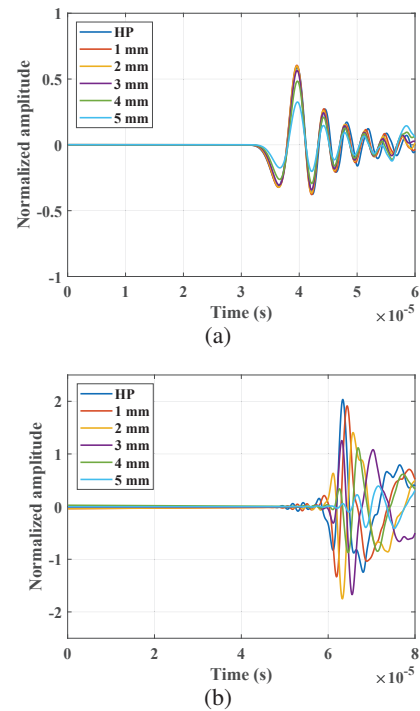 1
0.5
0
-0.5
-1
Normalized amplitude
HP
1 mm
2 mm
3 mm
4 mm
5 mm
0 1 3 4 5 6
Time (s)
×10-5
(a)
2
1
0
-1
-2
Normalized amplitude
HP
1 mm
2 mm
3 mm
4 mm
5 mm
0 2 4 6 8
Time (s)
×10-5
(b)